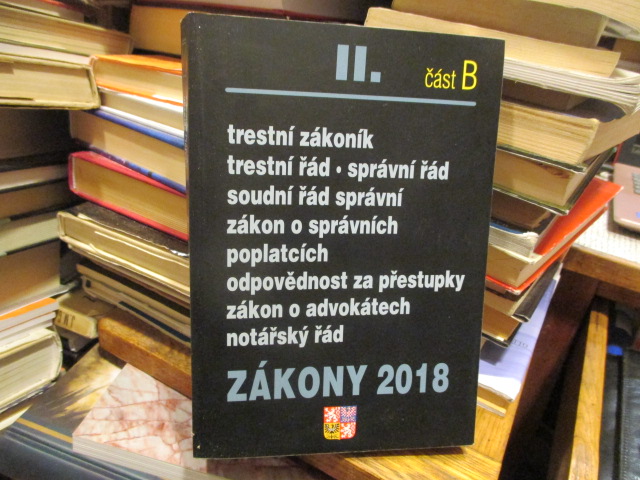 II.
část B
trestní zákoník
trestní řád • správní řád
soudní řád správní
zákon o správních
poplatcích
odpovědnost za přestupky
zákon o advokátech
notářský řád
ZÁKONY 2018